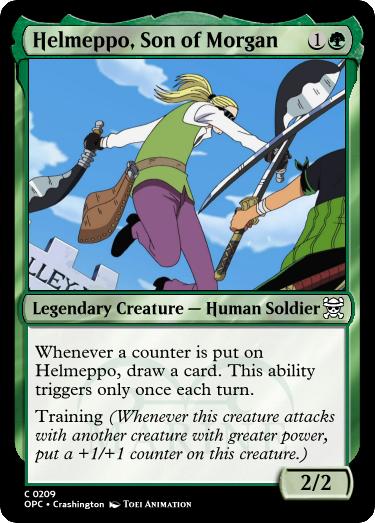 Helmeppo, Son of Morgan 1
LLEY
Legendary Creature — Human Soldier
Whenever a counter is put on
Helmeppo, draw a card. This ability
triggers only once each turn.
Training (Whenever this creature attacks
with another creature with greater power,
put a +1/+1 counter on this creature.)
2/2
C 0209
OPC • Crashington TOEI ANIMATION